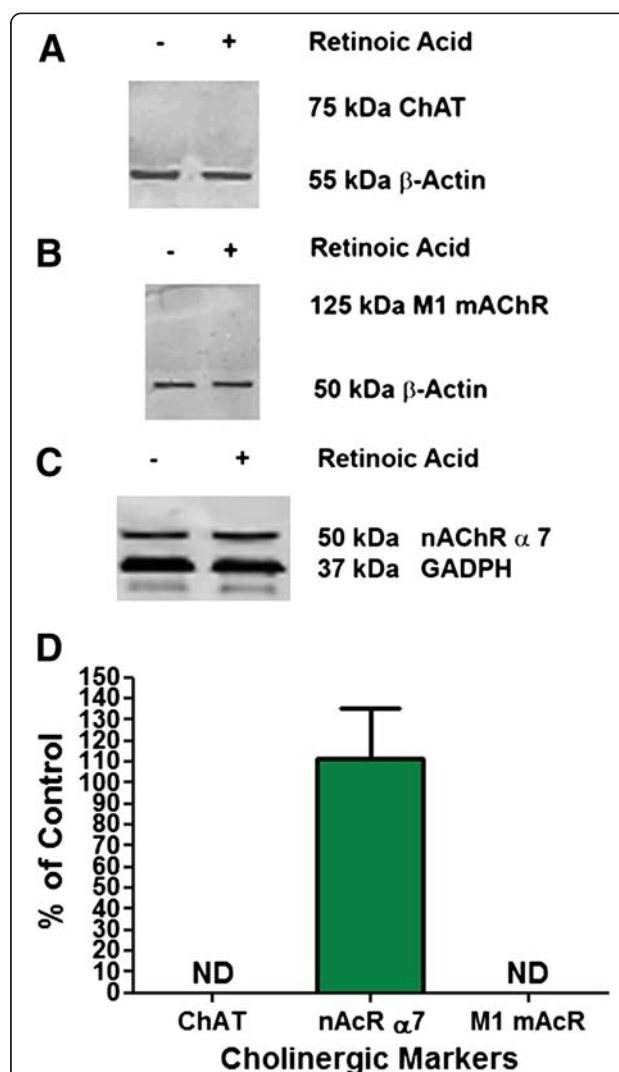 A
- + Retinoic Acid
75 kDa ChAT
55 kDa β-Actin
B
- + Retinoic Acid
125 kDa M1 mAChR
50 kDa β-Actin
C
- + Retinoic Acid
50 kDa nAChR α 7
37 kDa GADPH
D
% of Control
150
140
130
120
110
100
90
80
70
60
50
40
30
20
10
0
ND
ND
ChAT nAcR α7 M1 mAcR
Cholinergic Markers